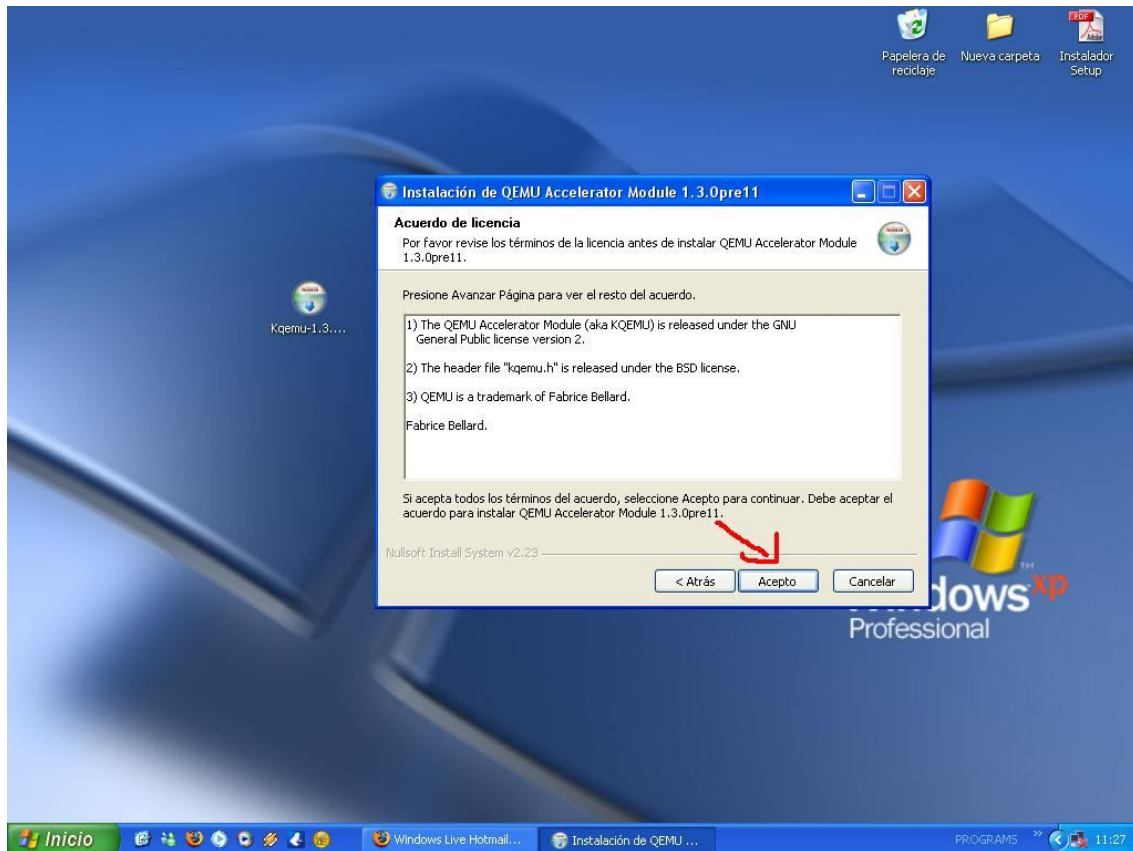 Papelera de
reciclaje
Nueva carpeta
PDF
Adobe
Instalador
Setup
Kqemu-1.3....
Instalación de QEMU Accelerator Module 1.3.0pre11
Acuerdo de licencia
Por favor revise los términos de la licencia antes de instalar QEMU Accelerator Module
1.3.0pre11.
Presione Avanzar Página para ver el resto del acuerdo.
1) The QEMU Accelerator Module (aka KQEMU) is released under the GNU
General Public license version 2.
2) The header file "kqemu.h" is released under the BSD license.
3) QEMU is a trademark of Fabrice Bellard.
Fabrice Bellard.
Si acepta todos los términos del acuerdo, seleccione Acepto para continuar. Debe aceptar el
acuerdo para instalar QEMU Accelerator Module 1.3.0pre11.
Nullsoft Install System v2.23
< Atrás
Acepto
Cancelar
TM
dows xp
Professional
Inicio
Windows Live Hotmail...
Instalación de QEMU ...
PROGRAMS
»
11:27